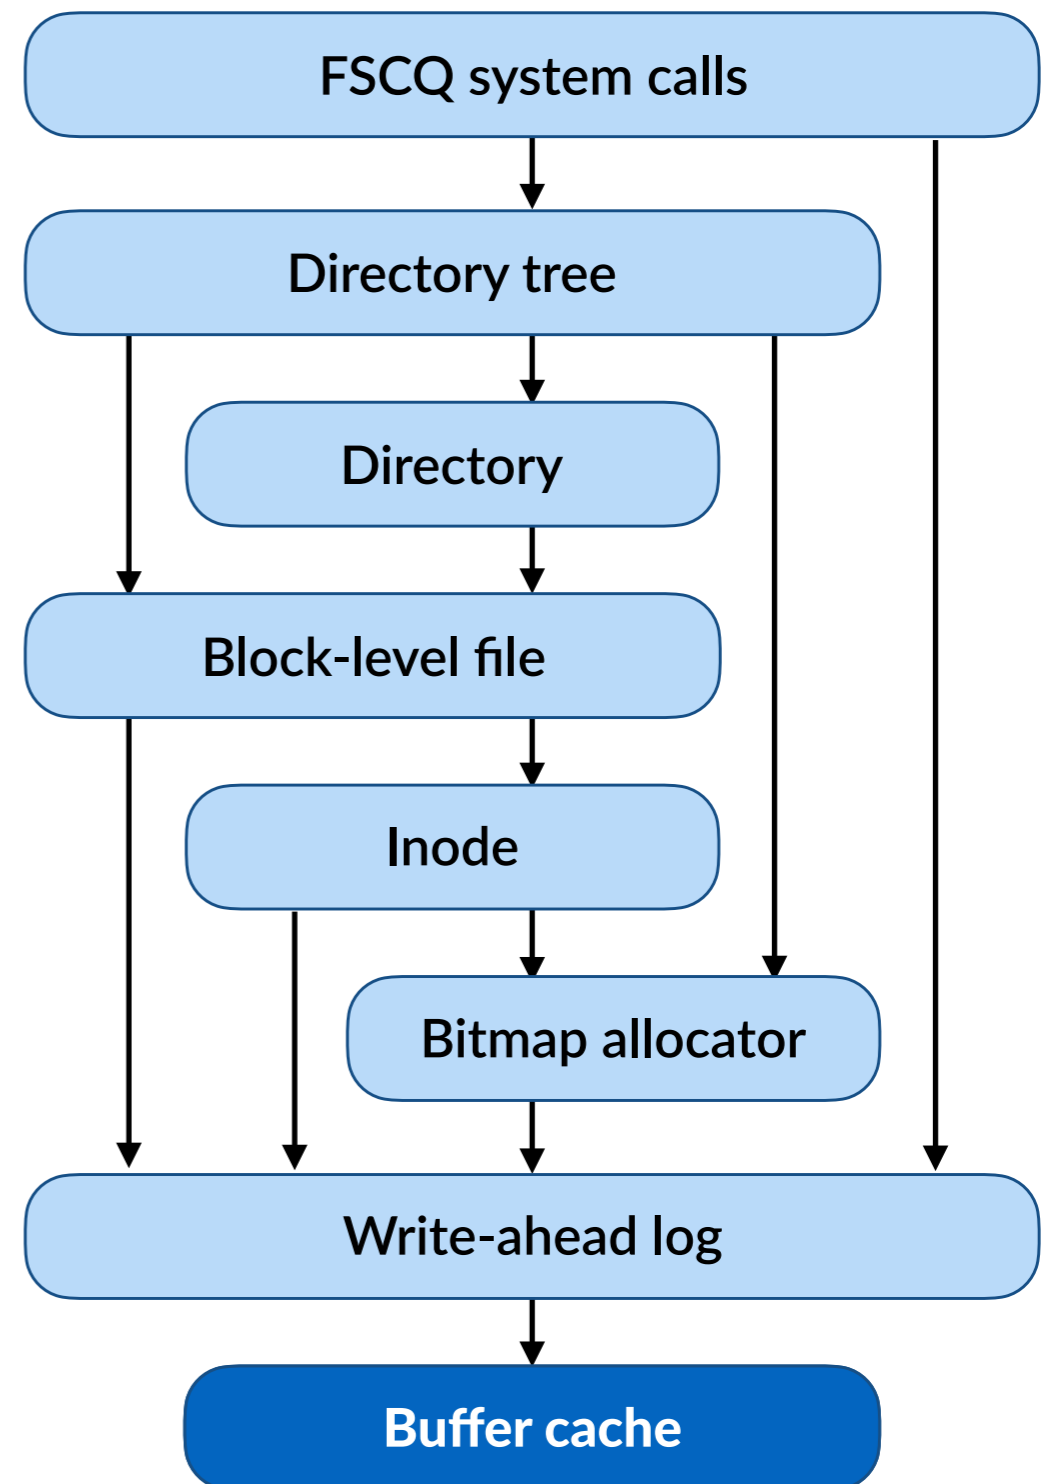 FSCQ system calls
Directory tree
Directory
Block-level file
Inode
Bitmap allocator
Write-ahead log
Buffer cache